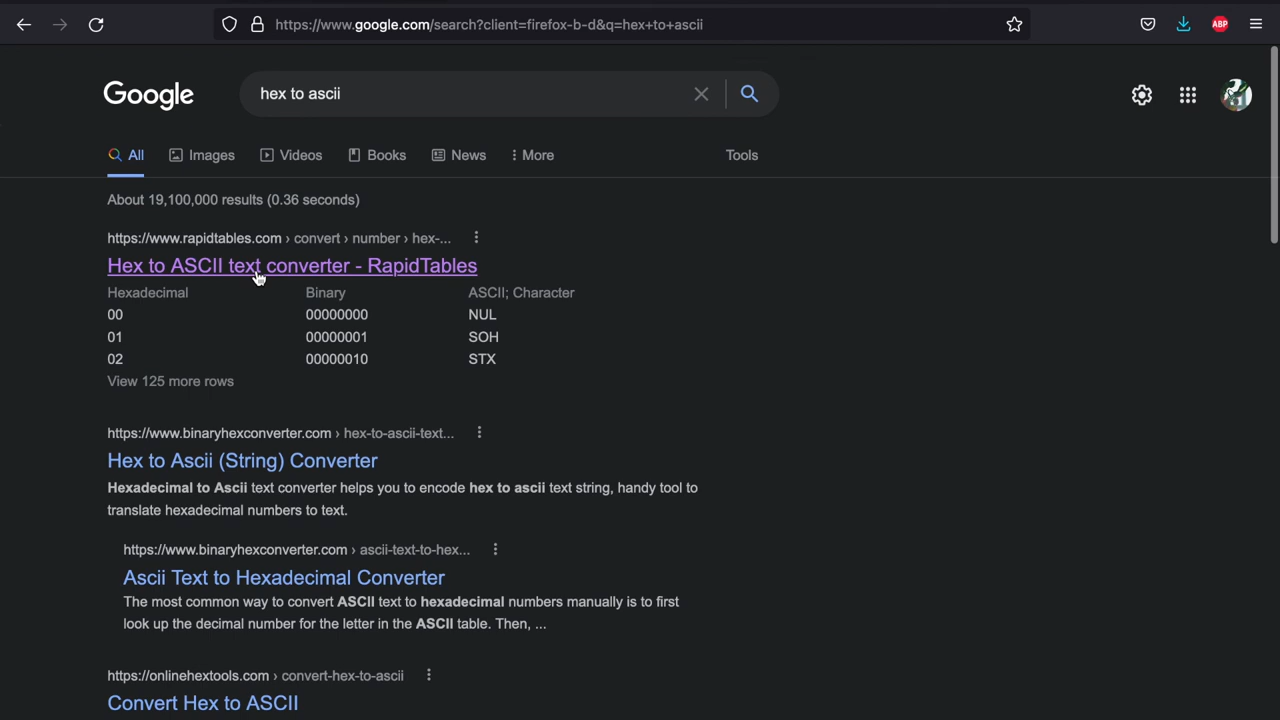 https://www.google.com/search?client=firefox-b-d&q=hex+to+ascii
ABP
Google
hex to ascii
All Images Videos Books News More Tools
About 19,100,000 results (0.36 seconds)
https://www.rapidtables.com › convert › number › hex-...
Hex to ASCII text converter - RapidTables
Hexadecimal Binary ASCII; Character
00 00000000 NUL
01 00000001 SOH
02 00000010 STX
View 125 more rows
https://www.binaryhexconverter.com › hex-to-ascii-text...
Hex to Ascii (String) Converter
Hexadecimal to Ascii text converter helps you to encode hex to ascii text string, handy tool to
translate hexadecimal numbers to text.
https://www.binaryhexconverter.com › ascii-text-to-hex...
Ascii Text to Hexadecimal Converter
The most common way to convert ASCII text to hexadecimal numbers manually is to first
look up the decimal number for the letter in the ASCII table. Then, ...
https://onlinehextools.com › convert-hex-to-ascii
Convert Hex to ASCII